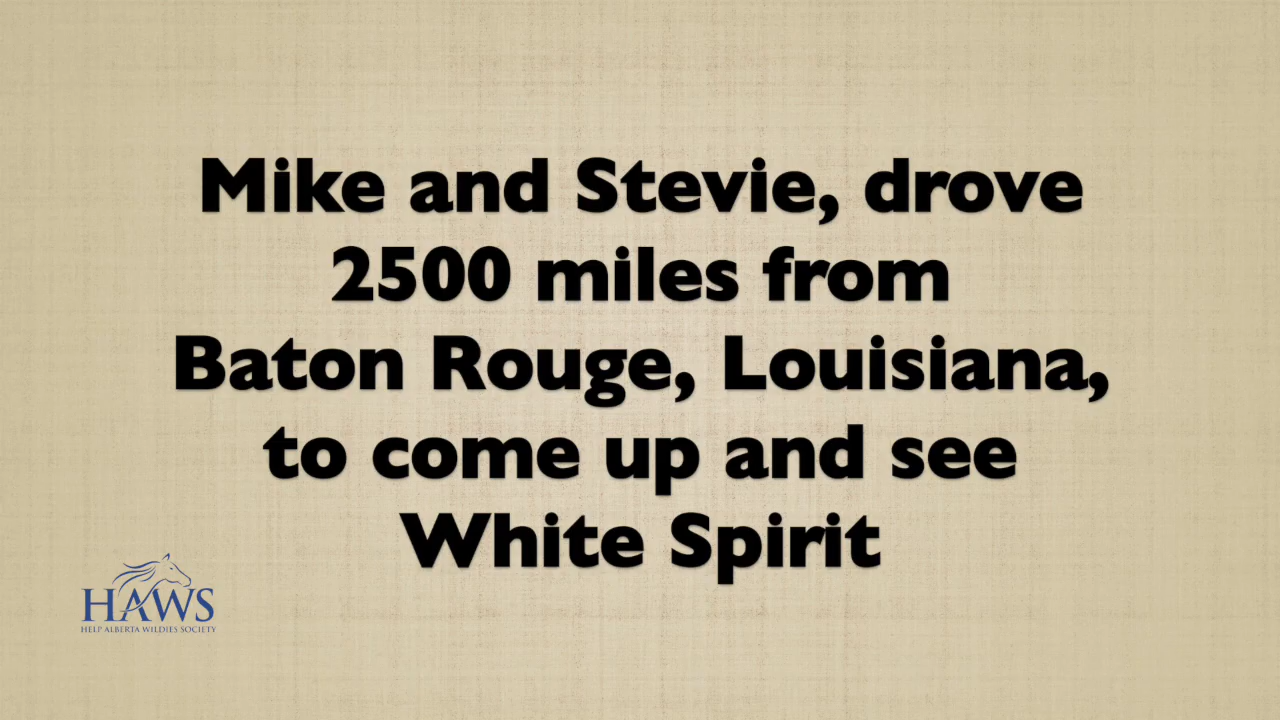 Mike and Stevie, drove
2500 miles from
Baton Rouge, Louisiana,
to come up and see
White Spirit
HAWS
HELP ALBERTA WILDIES SOCIETY